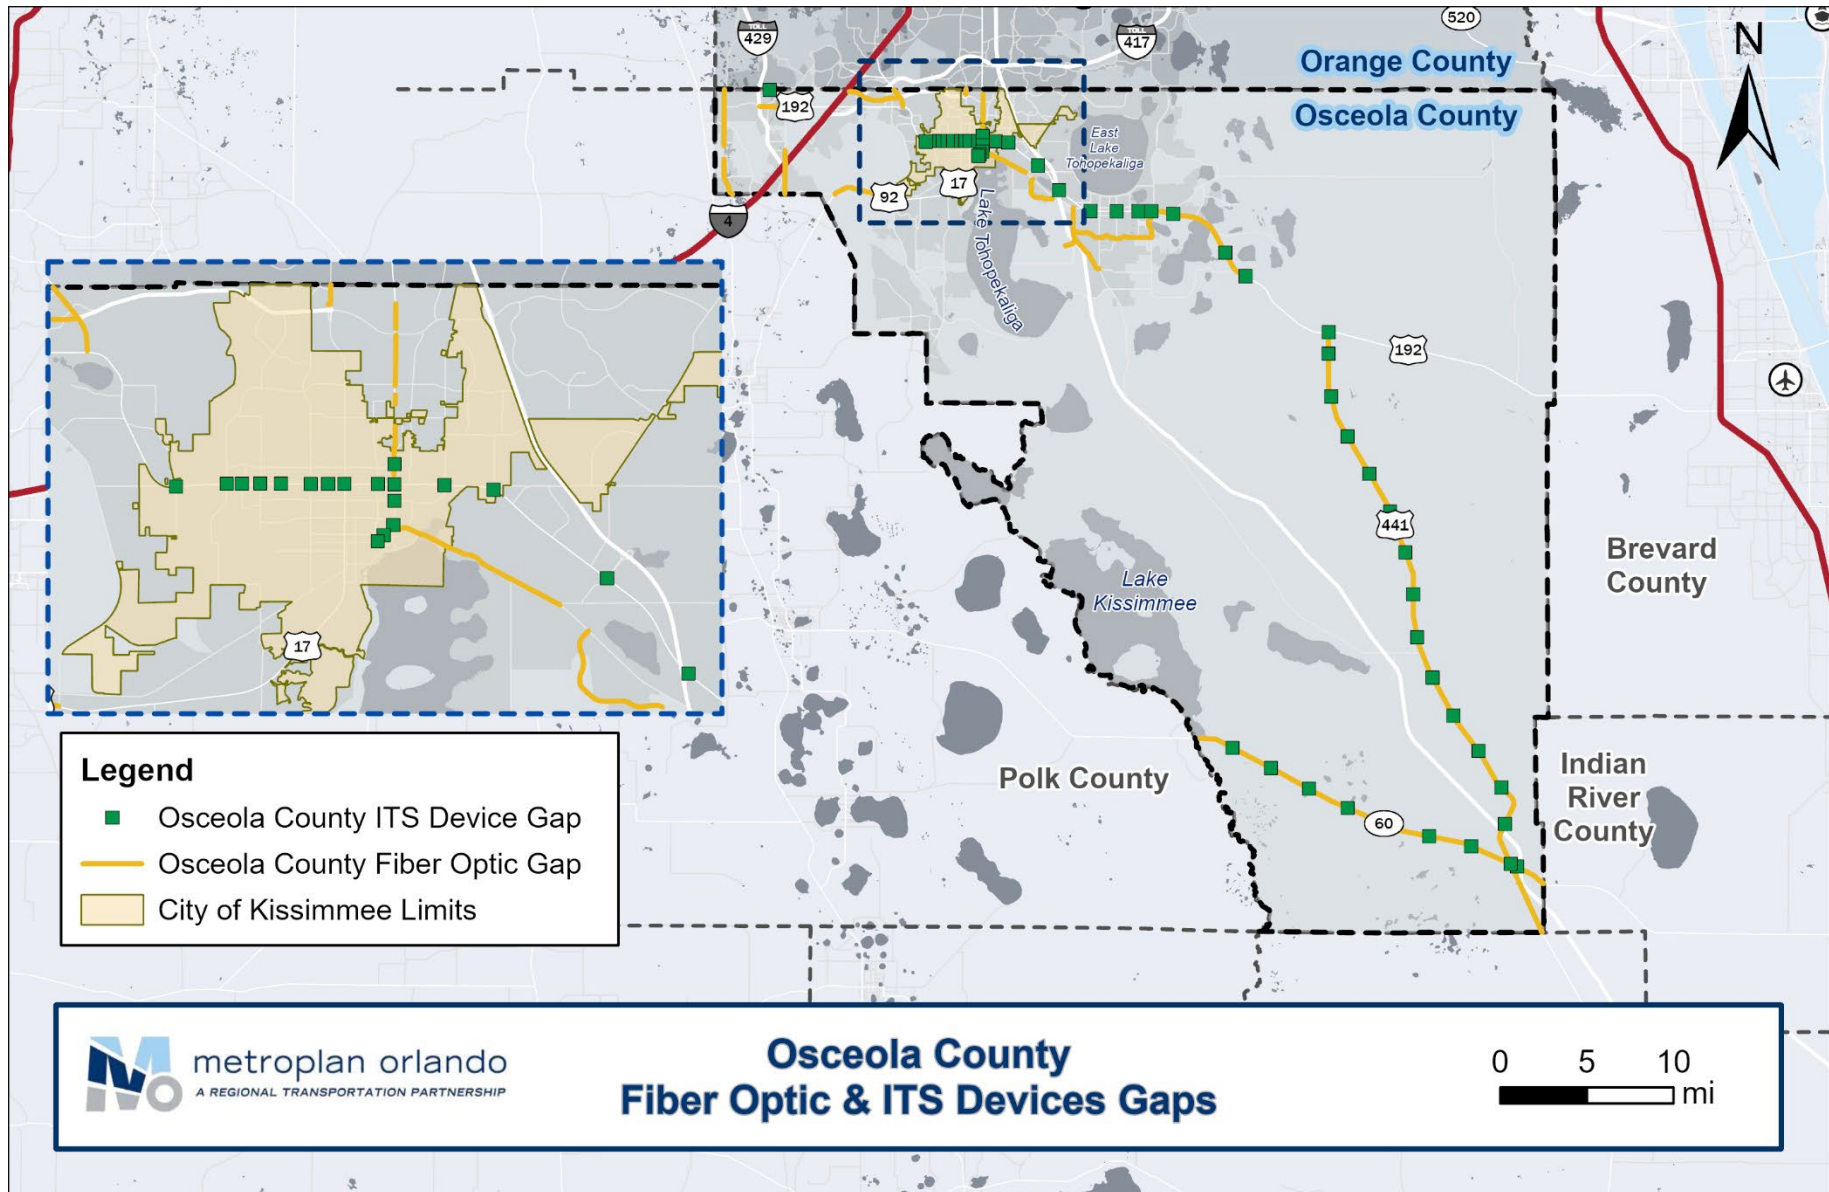 520
TOLL
429
TOLL
417
N
Orange County
Osceola County
192
East
Lake
Tohopekaliga
92
17
4
Lake Tohopekaliga
192
441
Brevard
County
Lake
Kissimmee
17
Polk County
Indian
River
County
60
Legend
Osceola County ITS Device Gap
Osceola County Fiber Optic Gap
City of Kissimmee Limits
metroplan orlando
A REGIONAL TRANSPORTATION PARTNERSHIP
Osceola County
Fiber Optic & ITS Devices Gaps
0 5 10
mi